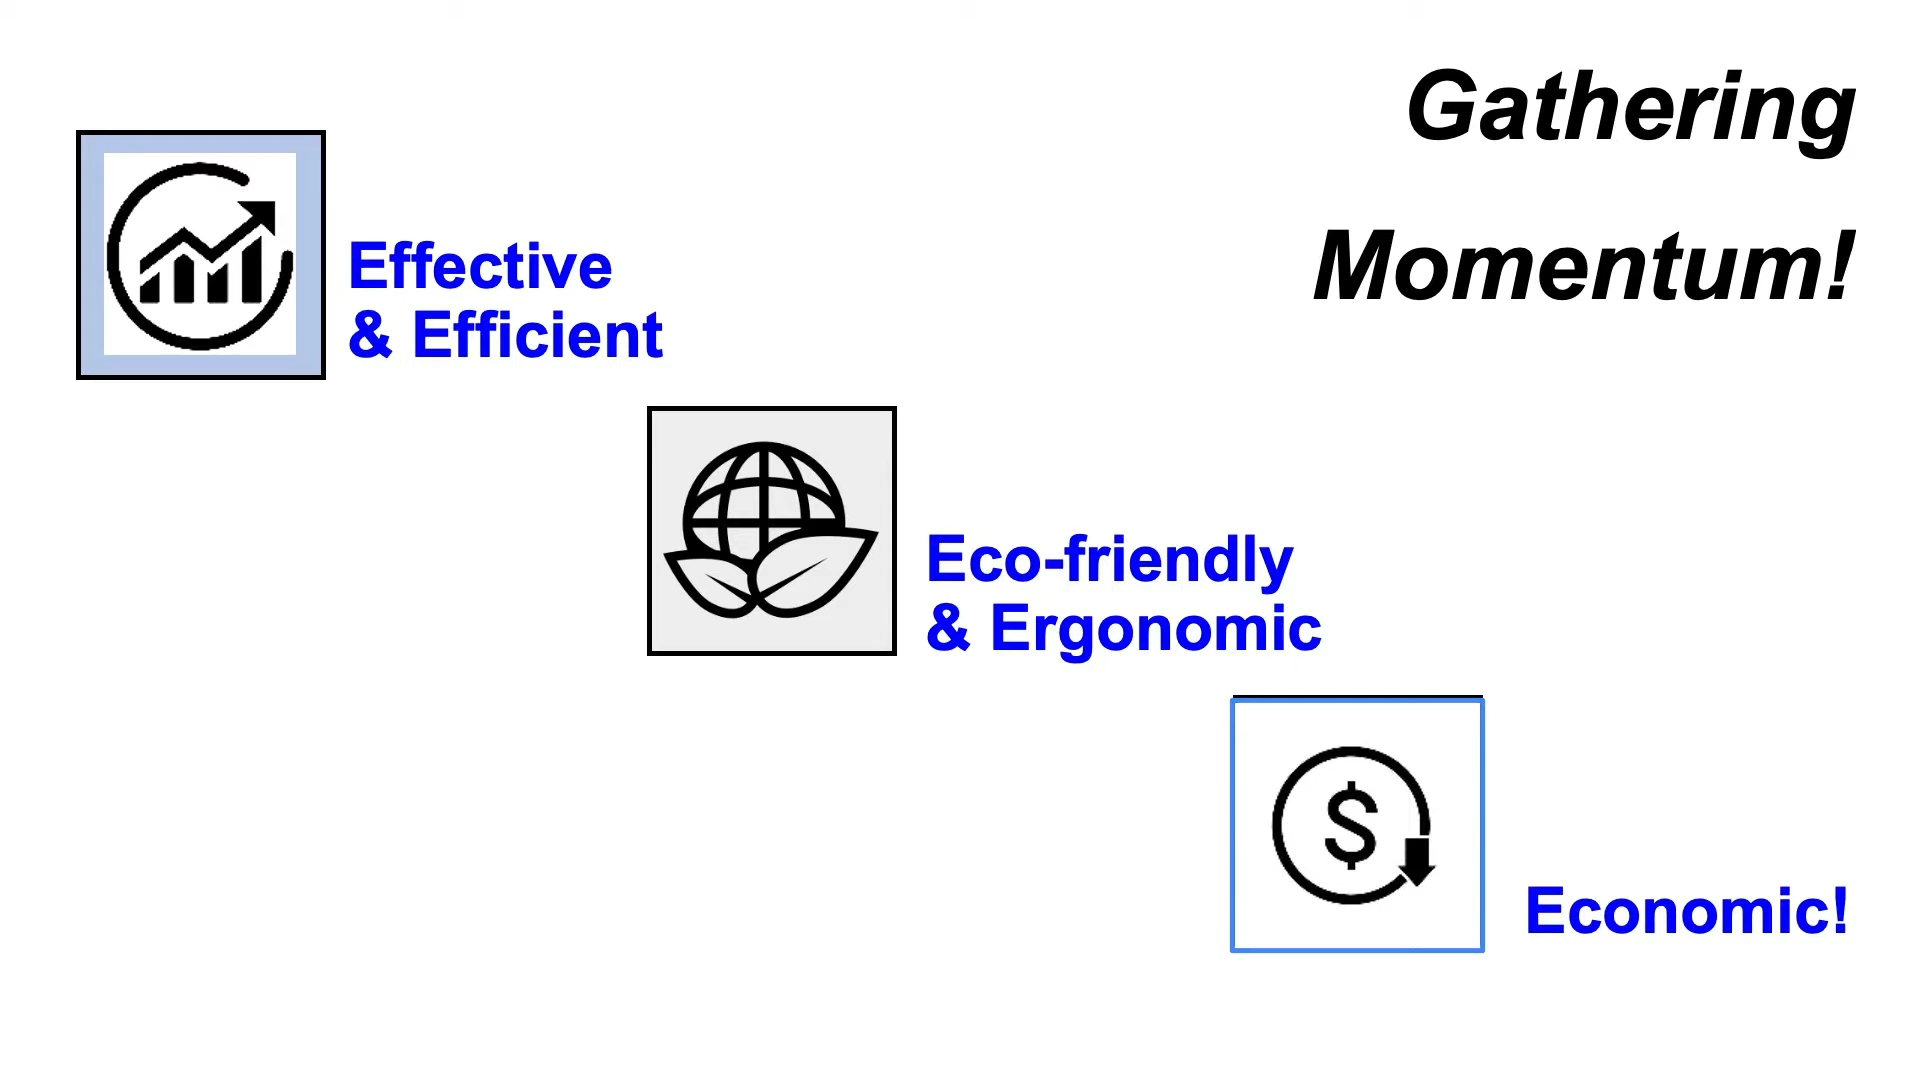 Gathering
Momentum!
Effective
& Efficient
Eco-friendly
& Ergonomic
$
Economic!